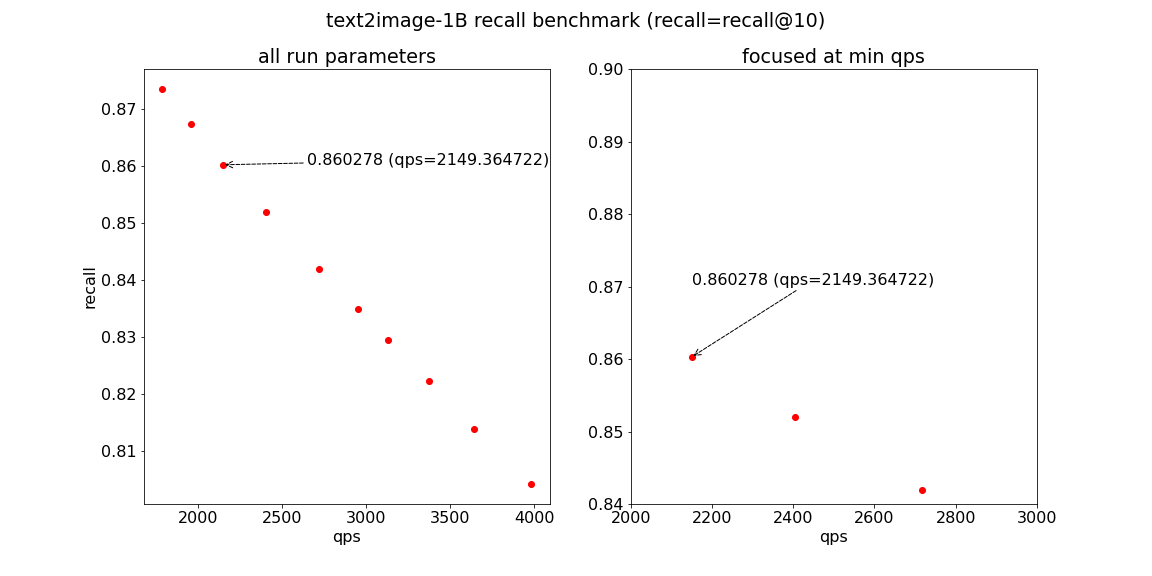 text2image-1B recall benchmark (recall=recall@10)
all run parameters
0.87
0.86
0.85
0.84
0.83
0.82
0.81
recall
0.860278 (qps=2149.364722)
2000 2500 3000 3500 4000
qps
focused at min qps
0.90
0.89
0.88
0.87
0.86
0.85
0.84
0.860278 (qps=2149.364722)
2000 2200 2400 2600 2800 3000
qps